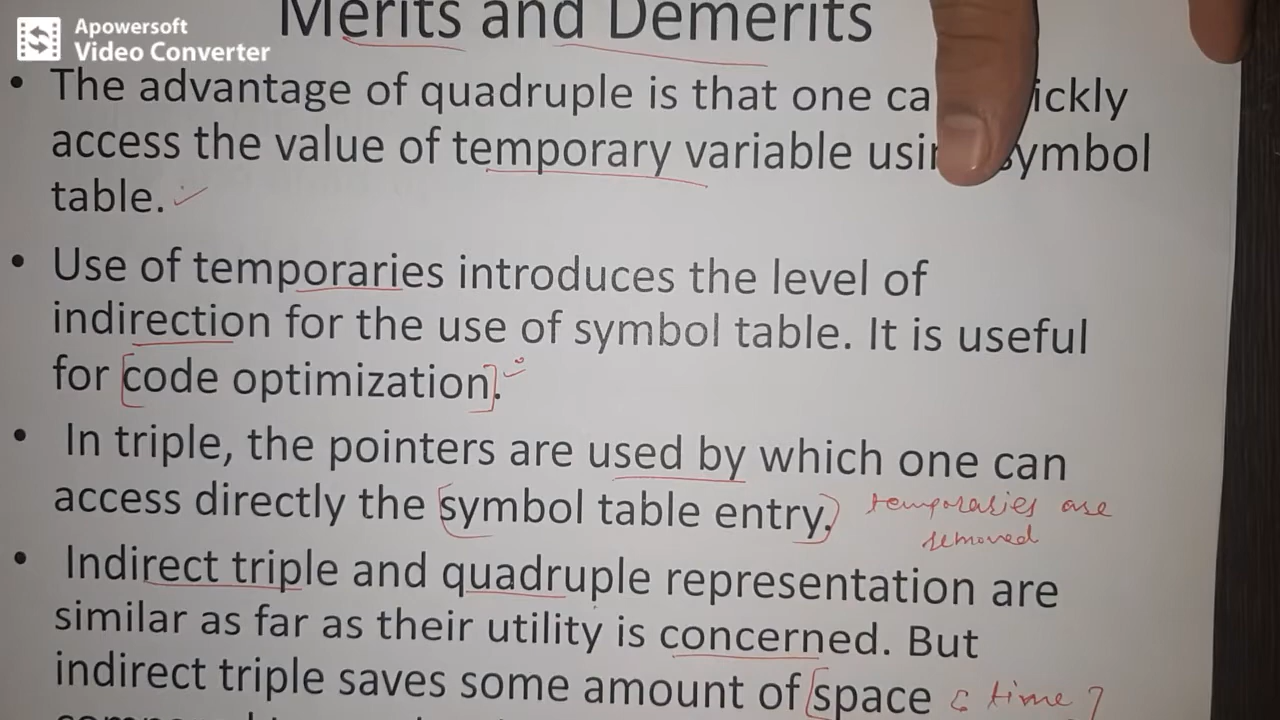 Apowersoft
Video Converter
Merits and Demerits
• The advantage of quadruple is that one ca ickly
access the value of temporary variable usin symbol
table.
• Use of temporaries introduces the level of
indirection for the use of symbol table. It is useful
for [code optimization].
• In triple, the pointers are used by which one can
access directly the [symbol table entry.] temporaries are
removed
• Indirect triple and quadruple representation are
similar as far as their utility is concerned. But
indirect triple saves some amount of [space & time]